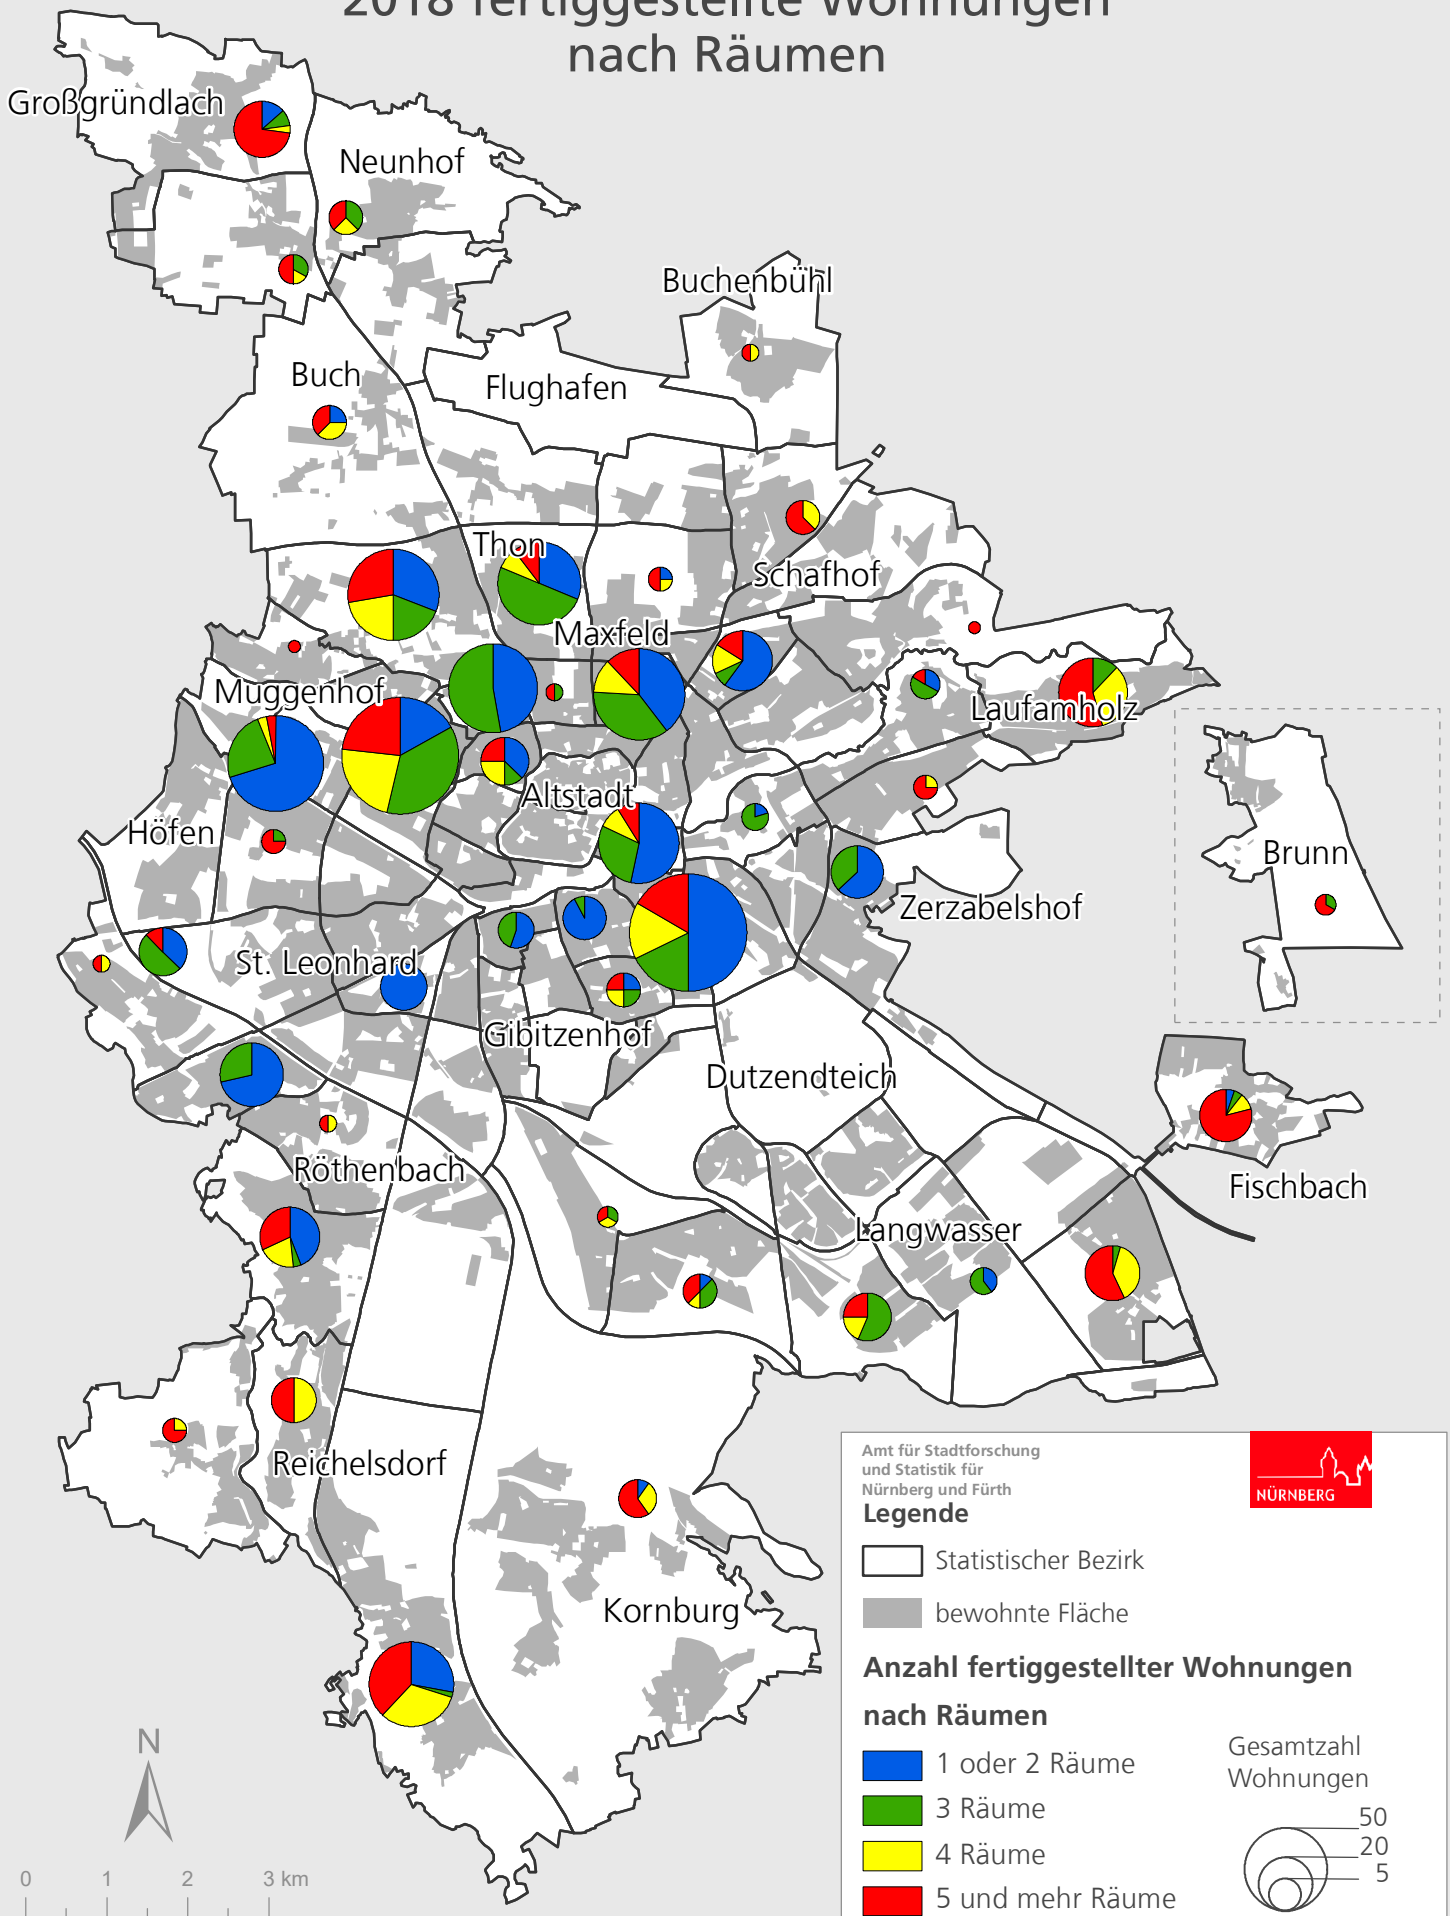 2018 fertiggestellte Wohnungen
nach Räumen
Großgründlach
Neunhof
Buchenbühl
Buch
Flughafen
Thon
Schafhof
Maxfeld
Muggenhof
Laufamholz
Altstadt
Höfen
Brunn
Zerzabelshof
St. Leonhard
Gibitzenhof
Dutzendteich
Röthenbach
Fischbach
Langwasser
Reichelsdorf
Kornburg
Amt für Stadtforschung
und Statistik für
Nürnberg und Fürth
NÜRNBERG
Legende
Statistischer Bezirk
bewohnte Fläche
Anzahl fertiggestellter Wohnungen
nach Räumen
1 oder 2 Räume
3 Räume
4 Räume
5 und mehr Räume
Gesamtzahl
Wohnungen
50
20
5
N
0 1 2 3 km